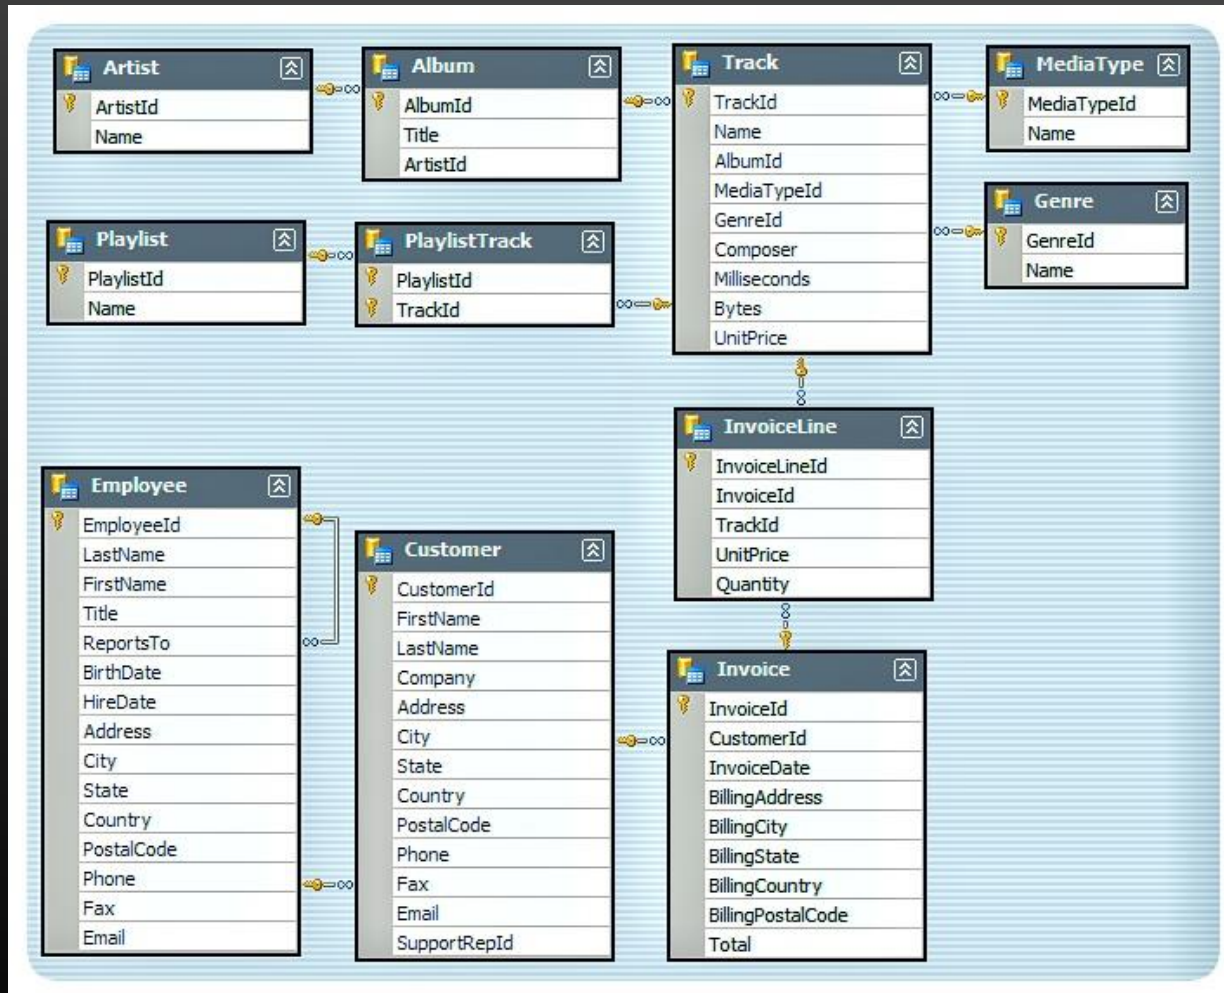 Artist
ArtistId
Name
Album
AlbumId
Title
ArtistId
Track
TrackId
Name
AlbumId
MediaTypeId
GenreId
Composer
Milliseconds
Bytes
UnitPrice
MediaType
MediaTypeId
Name
Genre
GenreId
Name
Playlist
PlaylistId
Name
PlaylistTrack
PlaylistId
TrackId
InvoiceLine
InvoiceLineId
InvoiceId
TrackId
UnitPrice
Quantity
Employee
EmployeeId
LastName
FirstName
Title
ReportsTo
BirthDate
HireDate
Address
City
State
Country
PostalCode
Phone
Fax
Email
Customer
CustomerId
FirstName
LastName
Company
Address
City
State
Country
PostalCode
Phone
Fax
Email
SupportRepId
Invoice
InvoiceId
CustomerId
InvoiceDate
BillingAddress
BillingCity
BillingState
BillingCountry
BillingPostalCode
Total